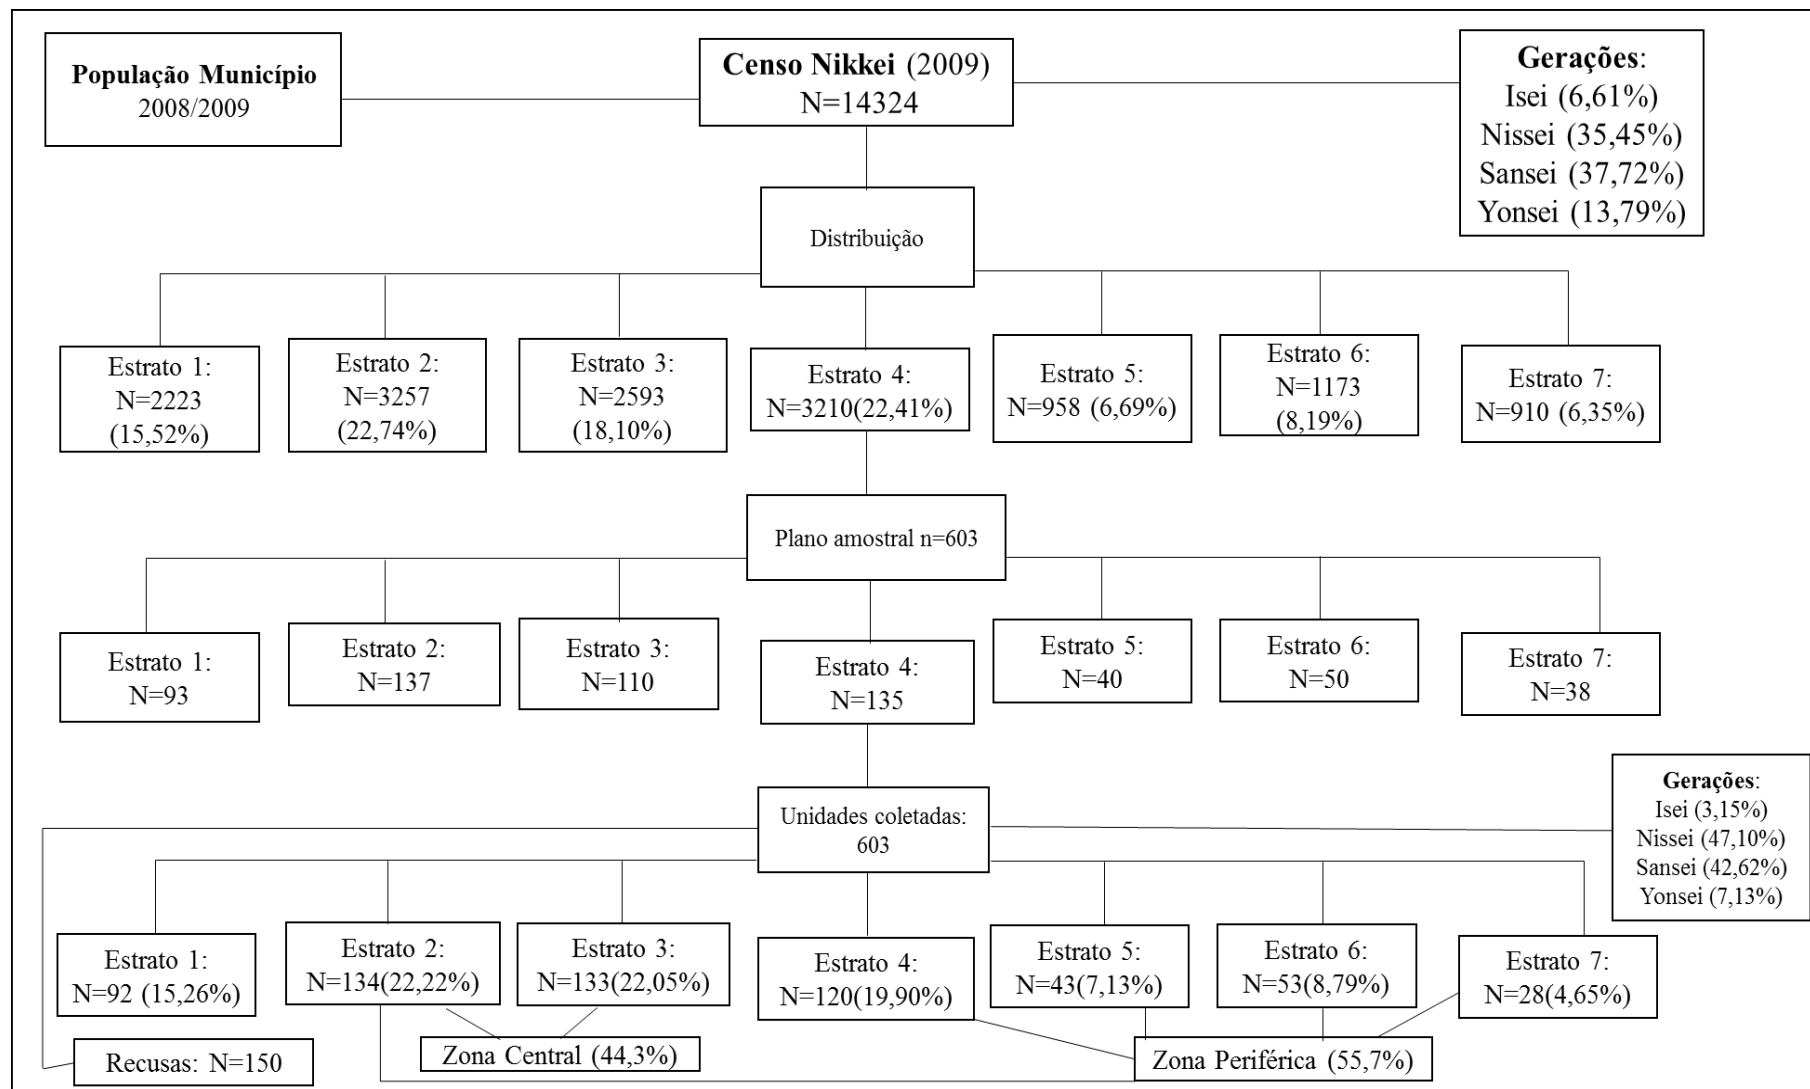 População Município
2008/2009
Censo Nikkei (2009)
N=14324
Gerações:
Isei (6,61%)
Nissei (35,45%)
Sansei (37,72%)
Yonsei (13,79%)
Distribuição
Estrato 1:
N=2223
(15,52%)
Estrato 2:
N=3257
(22,74%)
Estrato 3:
N=2593
(18,10%)
Estrato 4:
N=3210(22,41%)
Estrato 5:
N=958 (6,69%)
Estrato 6:
N=1173
(8,19%)
Estrato 7:
N=910 (6,35%)
Plano amostral n=603
Estrato 1:
N=93
Estrato 2:
N=137
Estrato 3:
N=110
Estrato 4:
N=135
Estrato 5:
N=40
Estrato 6:
N=50
Estrato 7:
N=38
Unidades coletadas:
603
Gerações:
Isei (3,15%)
Nissei (47,10%)
Sansei (42,62%)
Yonsei (7,13%)
Estrato 1:
N=92 (15,26%)
Estrato 2:
N=134(22,22%)
Estrato 3:
N=133(22,05%)
Estrato 4:
N=120(19,90%)
Estrato 5:
N=43(7,13%)
Estrato 6:
N=53(8,79%)
Estrato 7:
N=28(4,65%)
Recusas: N=150
Zona Central (44,3%)
Zona Periférica (55,7%)